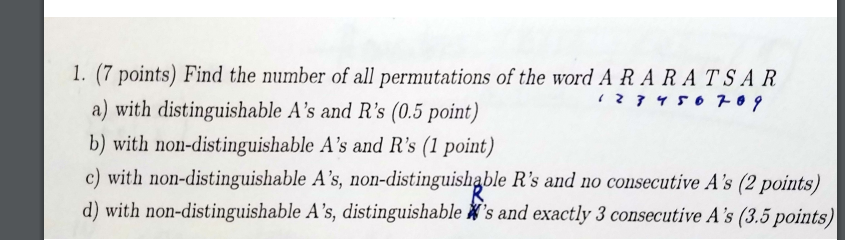 1. (7 points) Find the number of all permutations of the word A R A R A T S A R
1 2 3 4 5 6 7 8 9
a) with distinguishable A's and R's (0.5 point)
b) with non-distinguishable A's and R's (1 point)
c) with non-distinguishable A's, non-distinguishable R's and no consecutive A's (2 points)
d) with non-distinguishable A's, distinguishable R's and exactly 3 consecutive A's (3.5 points)